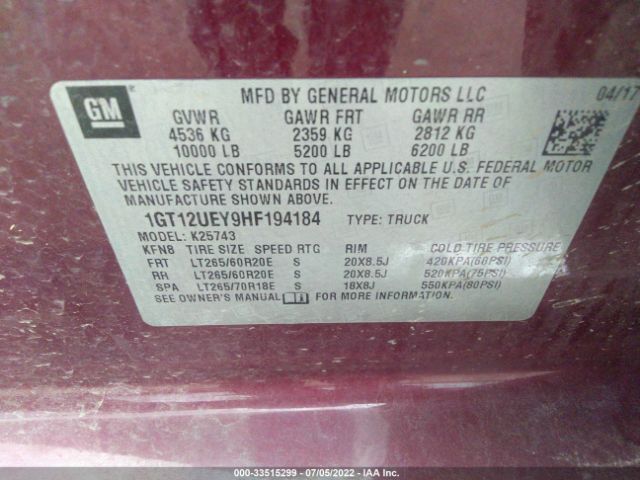 GM
MFD BY GENERAL MOTORS LLC 04/17
GVWR GAWR FRT GAWR RR
4536 KG 2359 KG 2812 KG
10000 LB 5200 LB 6200 LB
THIS VEHICLE CONFORMS TO ALL APPLICABLE U.S. FEDERAL MOTOR
VEHICLE SAFETY STANDARDS IN EFFECT ON THE DATE OF
MANUFACTURE SHOWN ABOVE.
1GT12UEY9HF194184 TYPE: TRUCK
MODEL: K25743
KFN8 TIRE SIZE SPEED RTG RIM COLD TIRE PRESSURE
FRT LT265/60R20E S 20X8.5J 420KPA(60PSI)
RR LT265/60R20E S 20X8.5J 520KPA(75PSI)
SPA LT265/70R18E S 18X8J 550KPA(80PSI)
SEE OWNER'S MANUAL FOR MORE INFORMATION.
000-33515299 - 07/05/2022 - IAA Inc.